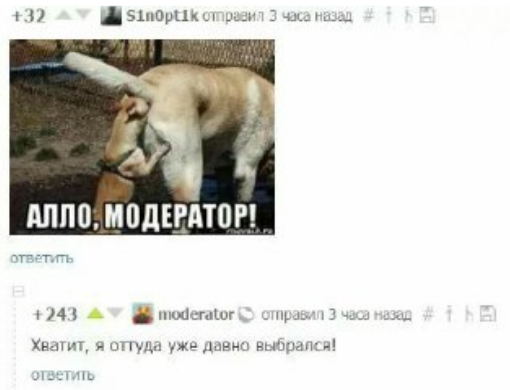 +32 S1n0pt1k отправил 3 часа назад # h
АЛЛО, МОДЕРАТОР!
ответить
+243 moderator отправил 3 часа назад # h
Хватит, я оттуда уже давно выбрался!
ответить